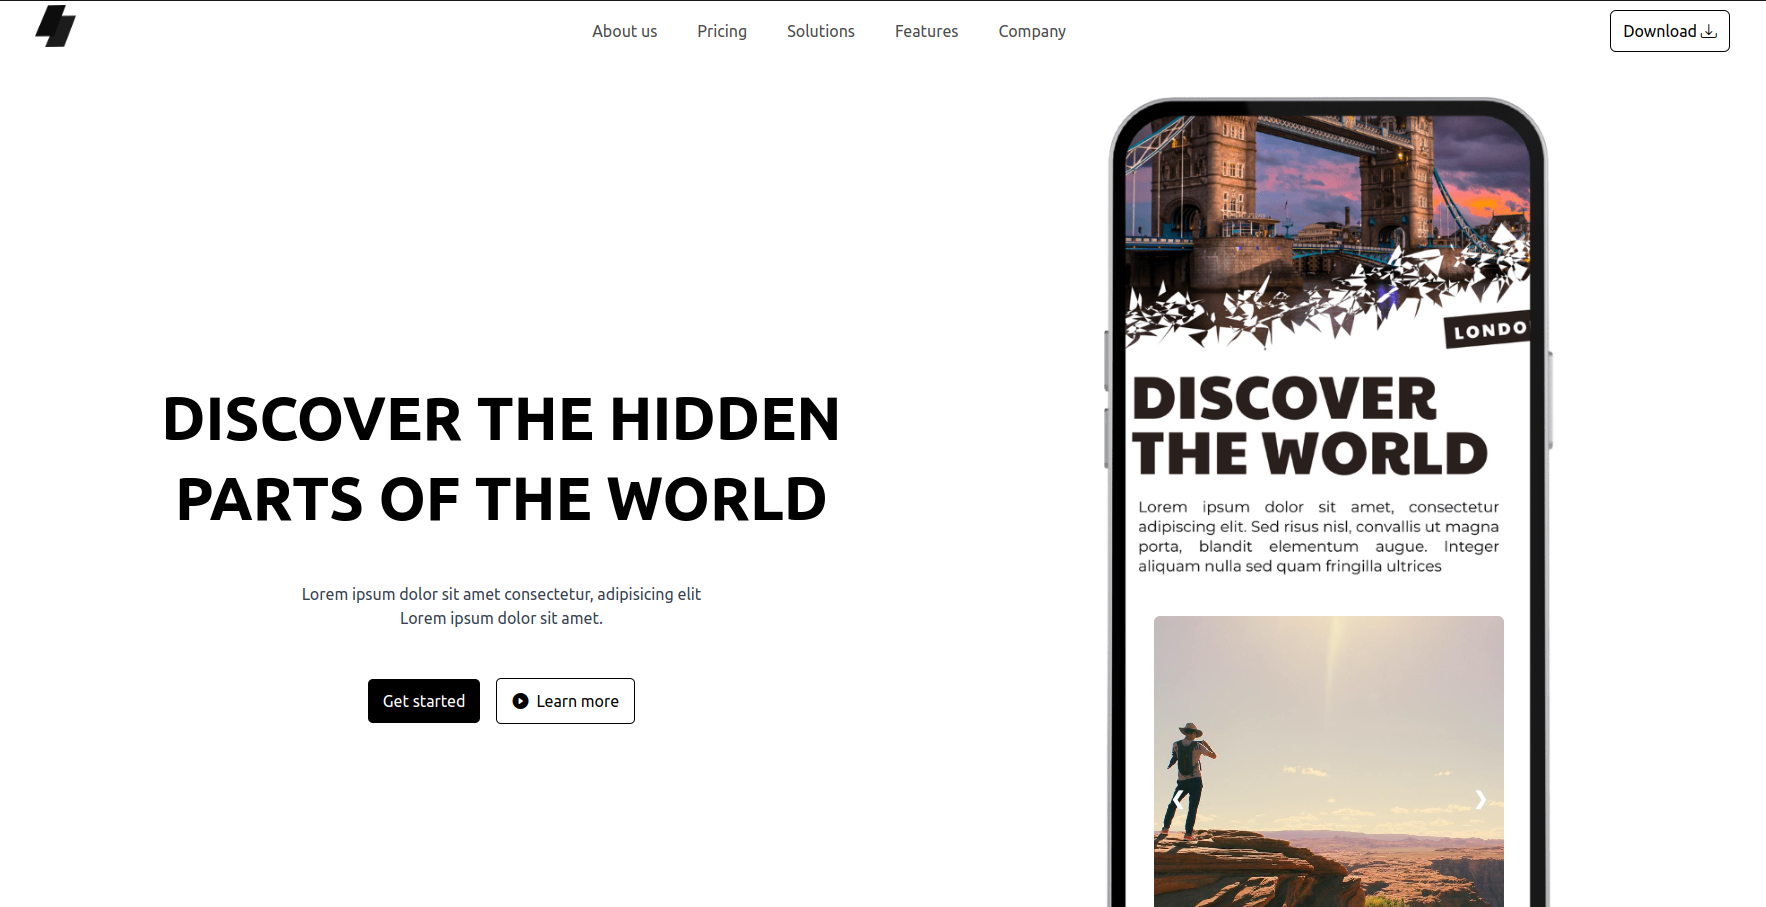 About us
Pricing
Solutions
Features
Company
Download
DISCOVER THE HIDDEN
PARTS OF THE WORLD
Lorem ipsum dolor sit amet consectetur, adipisicing elit
Lorem ipsum dolor sit amet.
Get started
Learn more
LONDO
DISCOVER
THE WORLD
Lorem ipsum dolor sit amet, consectetur
adipiscing elit. Sed risus nisl, convallis ut magna
porta, blandit elementum augue. Integer
aliquam nulla sed quam fringilla ultrices